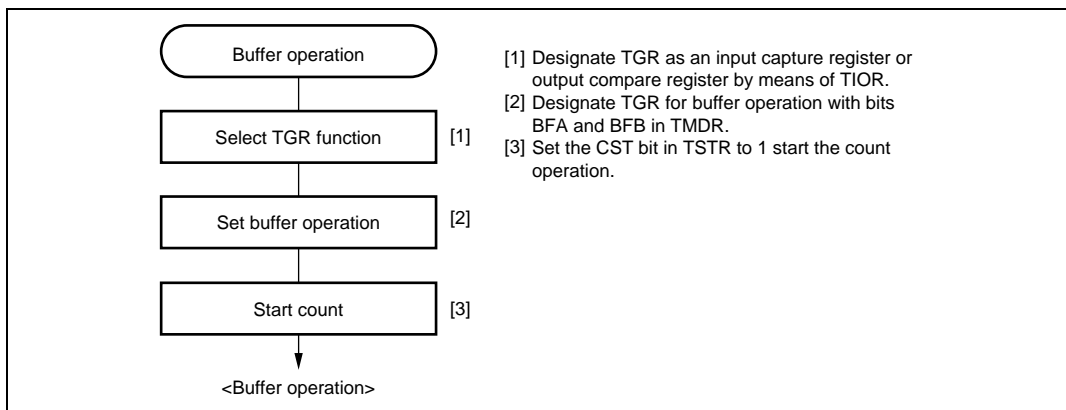 Buffer operation
Select TGR function
[1]
Set buffer operation
[2]
Start count
[3]
<Buffer operation>
[1] Designate TGR as an input capture register or
output compare register by means of TIOR.
[2] Designate TGR for buffer operation with bits
BFA and BFB in TMDR.
[3] Set the CST bit in TSTR to 1 start the count
operation.